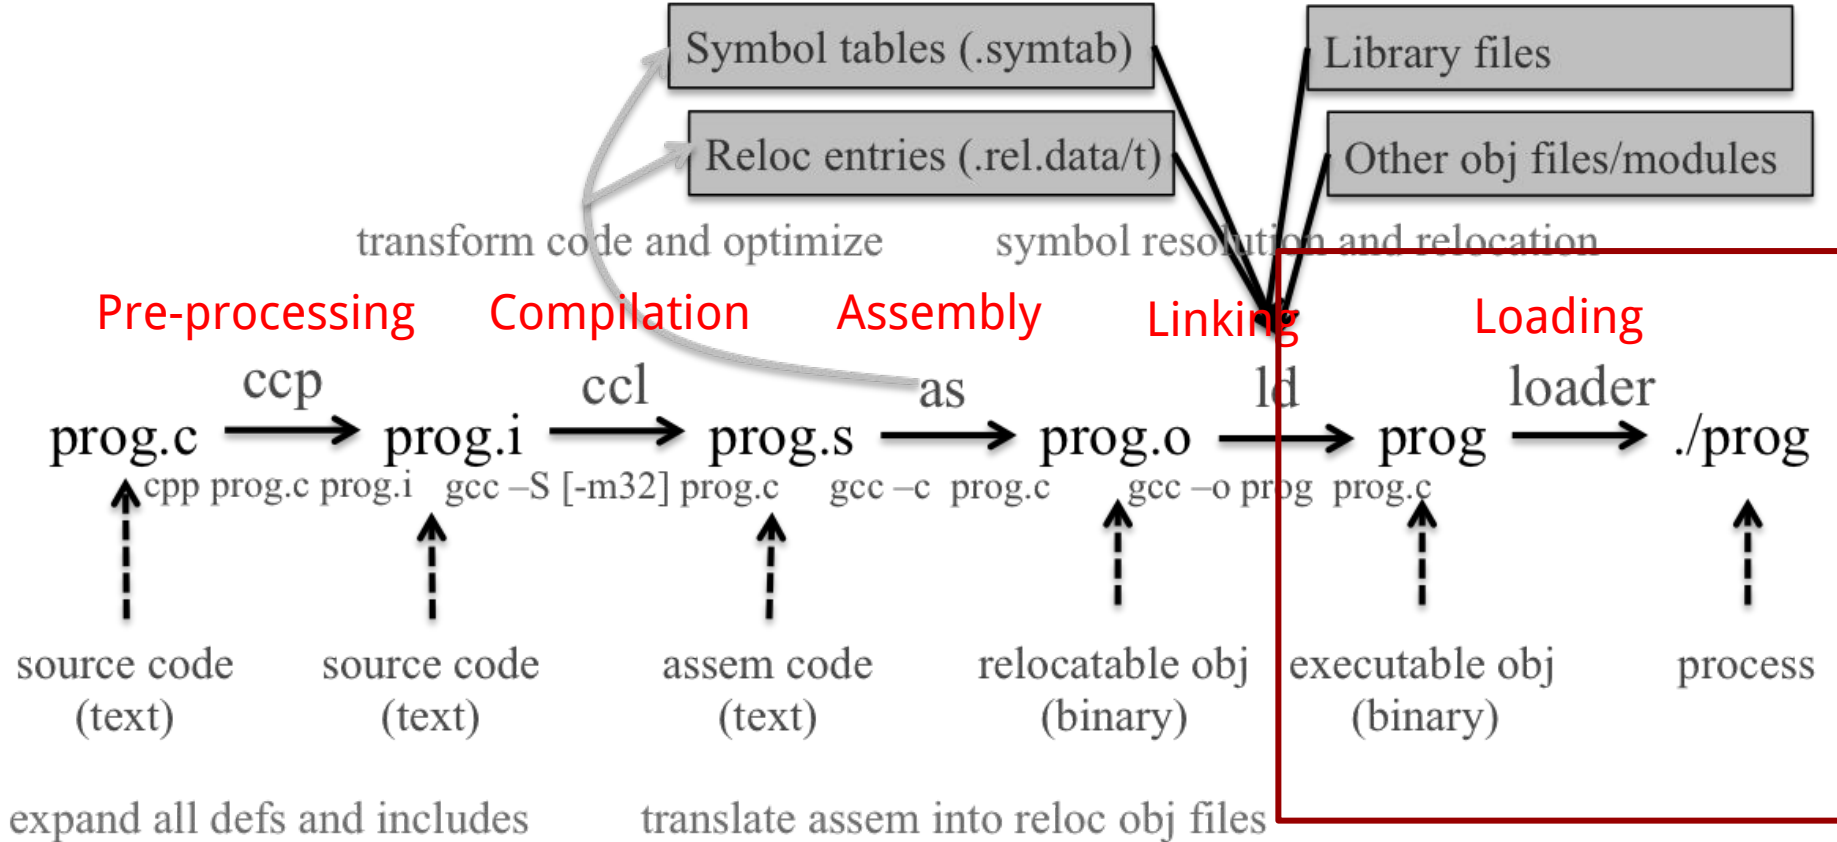 Symbol tables (.symtab)
Library files
Reloc entries (.rel.data/t)
Other obj files/modules
transform code and optimize
symbol resolution and relocation
Pre-processing
Compilation
Assembly
Linking
Loading
ccp
ccl
as
ld
loader
prog.c
prog.i
prog.s
prog.o
prog
./prog
cpp prog.c prog.i
gcc –S [-m32] prog.c
gcc –c prog.c
gcc –o prog prog.c
source code
(text)
source code
(text)
assem code
(text)
relocatable obj
(binary)
executable obj
(binary)
process
expand all defs and includes
translate assem into reloc obj files